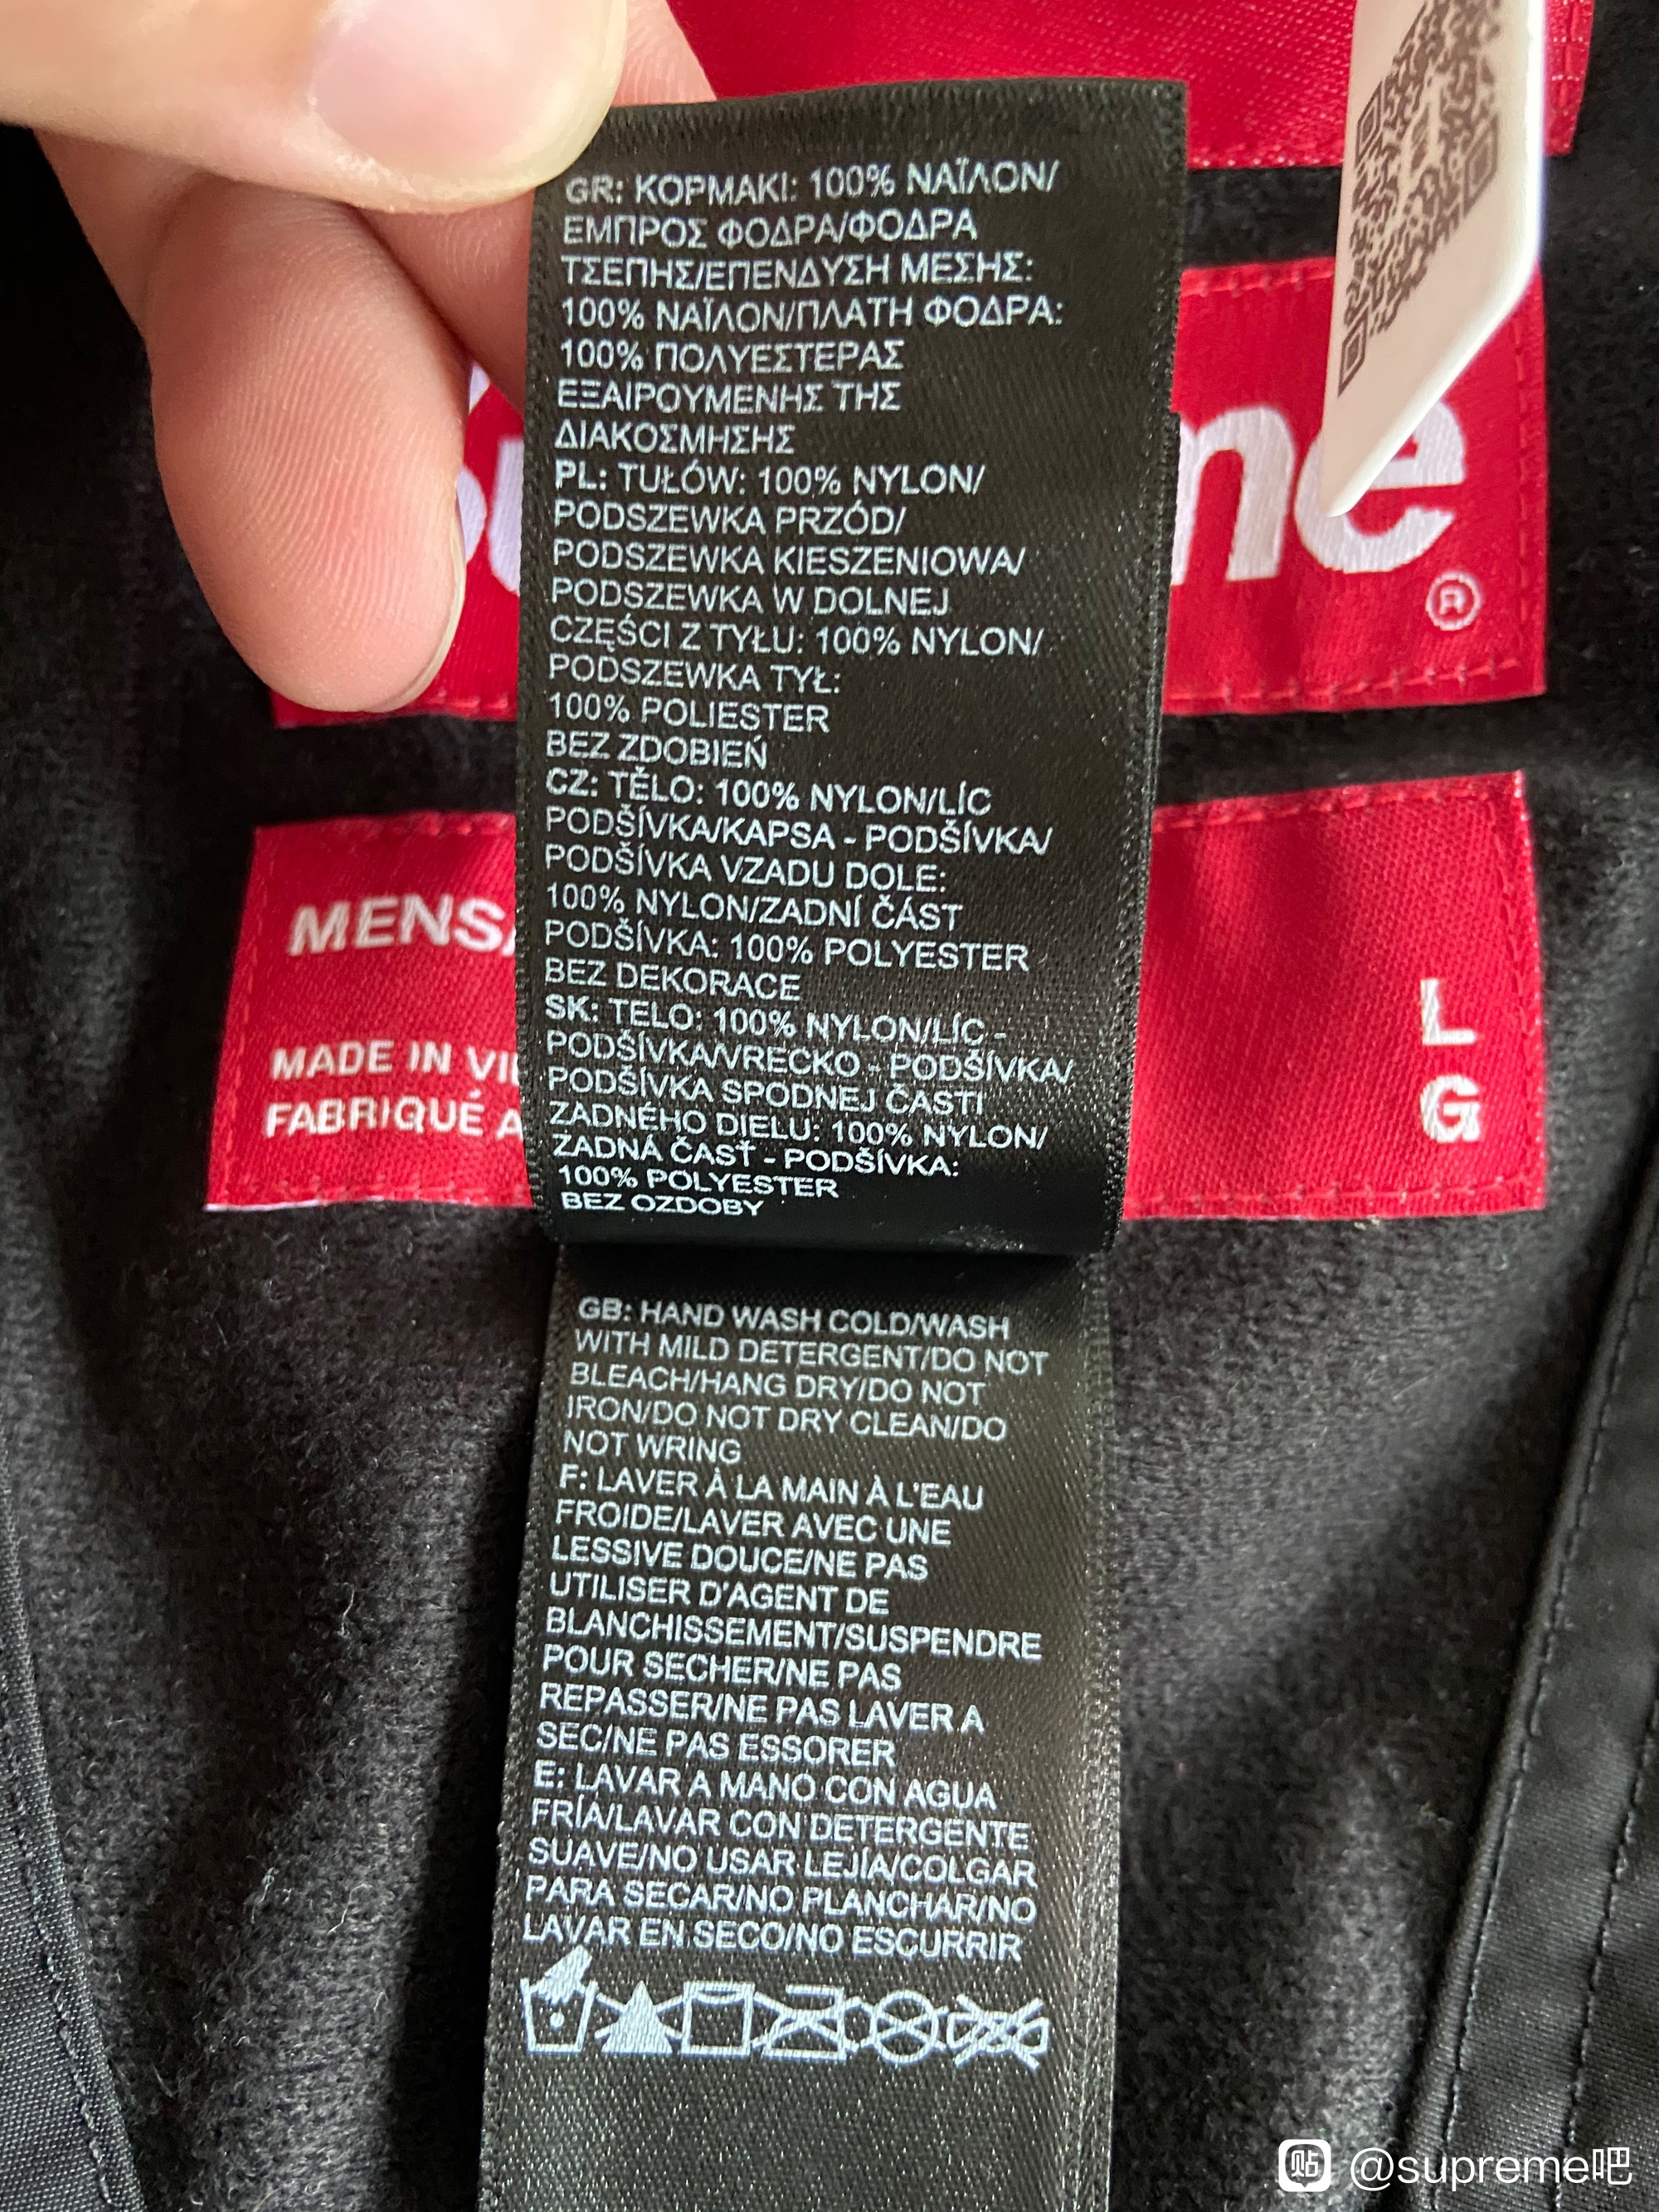 GR: ΚΟΡΜΑΚΙ: 100% ΝΑΪΛΟΝ/
ΕΜΠΡΟΣ ΦΟΔΡΑ/ΦΟΔΡΑ
ΤΣΕΠΗΣ/ΕΠΕΝΔΥΣΗ ΜΕΣΗΣ:
100% ΝΑΪΛΟΝ/ΠΛΑΤΗ ΦΟΔΡΑ:
100% ΠΟΛΥΕΣΤΕΡΑΣ
ΕΞΑΙΡΟΥΜΕΝΗΣ ΤΗΣ
ΔΙΑΚΟΣΜΗΣΗΣ
PL: TUŁÓW: 100% NYLON/
PODSZEWKA PRZÓD/
PODSZEWKA KIESZENIOWA/
PODSZEWKA W DOLNEJ
CZĘŚCI Z TYŁU: 100% NYLON/
PODSZEWKA TYŁ:
100% POLIESTER
BEZ ZDOBIEŃ
CZ: TĚLO: 100% NYLON/LÍC
PODŠÍVKA/KAPSA - PODŠÍVKA/
PODŠÍVKA VZADU DOLE:
100% NYLON/ZADNÍ ČÁST
PODŠÍVKA: 100% POLYESTER
BEZ DEKORACE
SK: TELO: 100% NYLON/LÍC -
PODŠÍVKA/VRECKO - PODŠÍVKA/
PODŠÍVKA SPODNEJ ČASTI
ZADNÉHO DIELU: 100% NYLON/
ZADNÁ ČASŤ - PODŠÍVKA:
100% POLYESTER
BEZ OZDOBY
me
®
MENS
MADE IN
FABRIQUÉ
L
G
GB: HAND WASH COLD/WASH
WITH MILD DETERGENT/DO NOT
BLEACH/HANG DRY/DO NOT
IRON/DO NOT DRY CLEAN/DO
NOT WRING
F: LAVER À LA MAIN À L'EAU
FROIDE/LAVER AVEC UNE
LESSIVE DOUCE/NE PAS
UTILISER D'AGENT DE
BLANCHISSEMENT/SUSPENDRE
POUR SECHER/NE PAS
REPASSER/NE PAS LAVER A
SEC/NE PAS ESSORER
E: LAVAR A MANO CON AGUA
FRÍA/LAVAR CON DETERGENTE
SUAVE/NO USAR LEJÍA/COLGAR
PARA SECAR/NO PLANCHAR/NO
LAVAR EN SECO/NO ESCURRIR
贴 @supreme吧